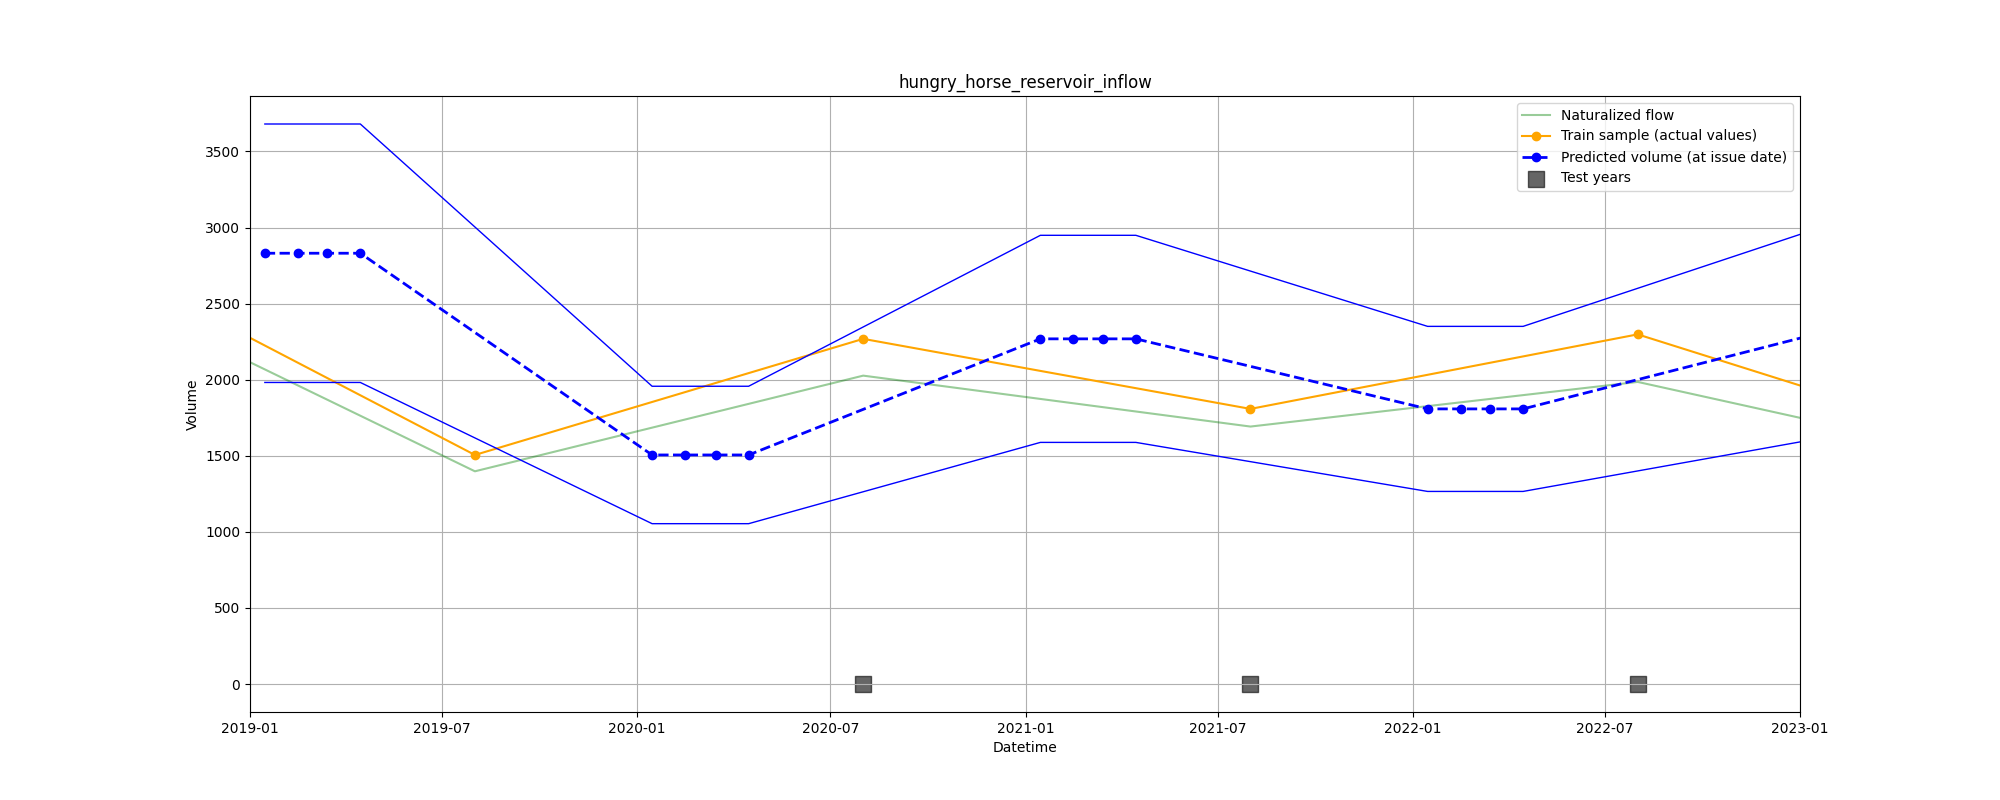 hungry_horse_reservoir_inflow
Naturalized flow
Train sample (actual values)
Predicted volume (at issue date)
Test years
3500
3000
2500
2000
1500
1000
500
0
Volume
2019-01
2019-07
2020-01
2020-07
2021-01
2021-07
2022-01
2022-07
2023-01
Datetime